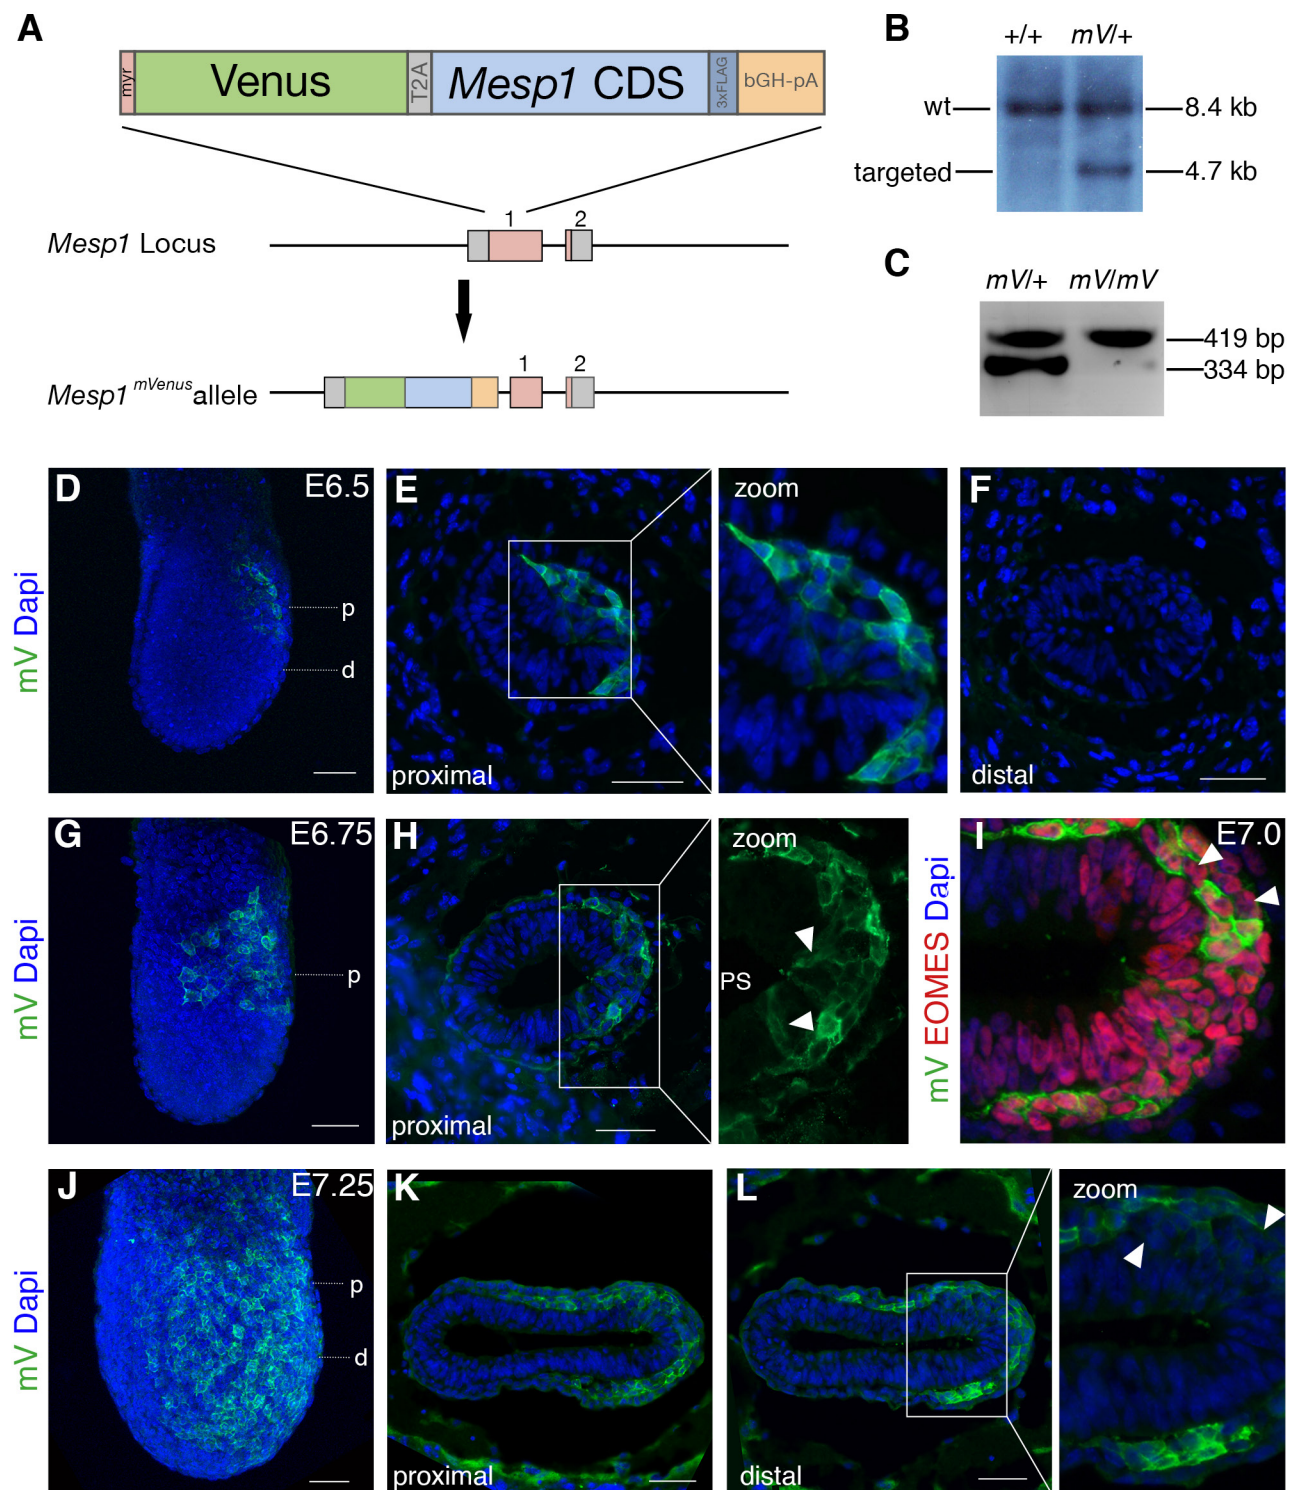 A
myr Venus T2A Mesp1 CDS 3xFLAG bGH-pA
1 2
Mesp1 Locus
1 2
Mesp1 mVenus allele
B
+/+ mV/+
wt 8.4 kb
targeted 4.7 kb
C
mV/+ mV/mV
419 bp
334 bp
mV Dapi
D E6.5
p
d
E
proximal
zoom
F
distal
mV Dapi
G E6.75
p
H
proximal
zoom
PS
mV EOMES Dapi
I E7.0
mV Dapi
J E7.25
p
d
K
proximal
L
distal
zoom